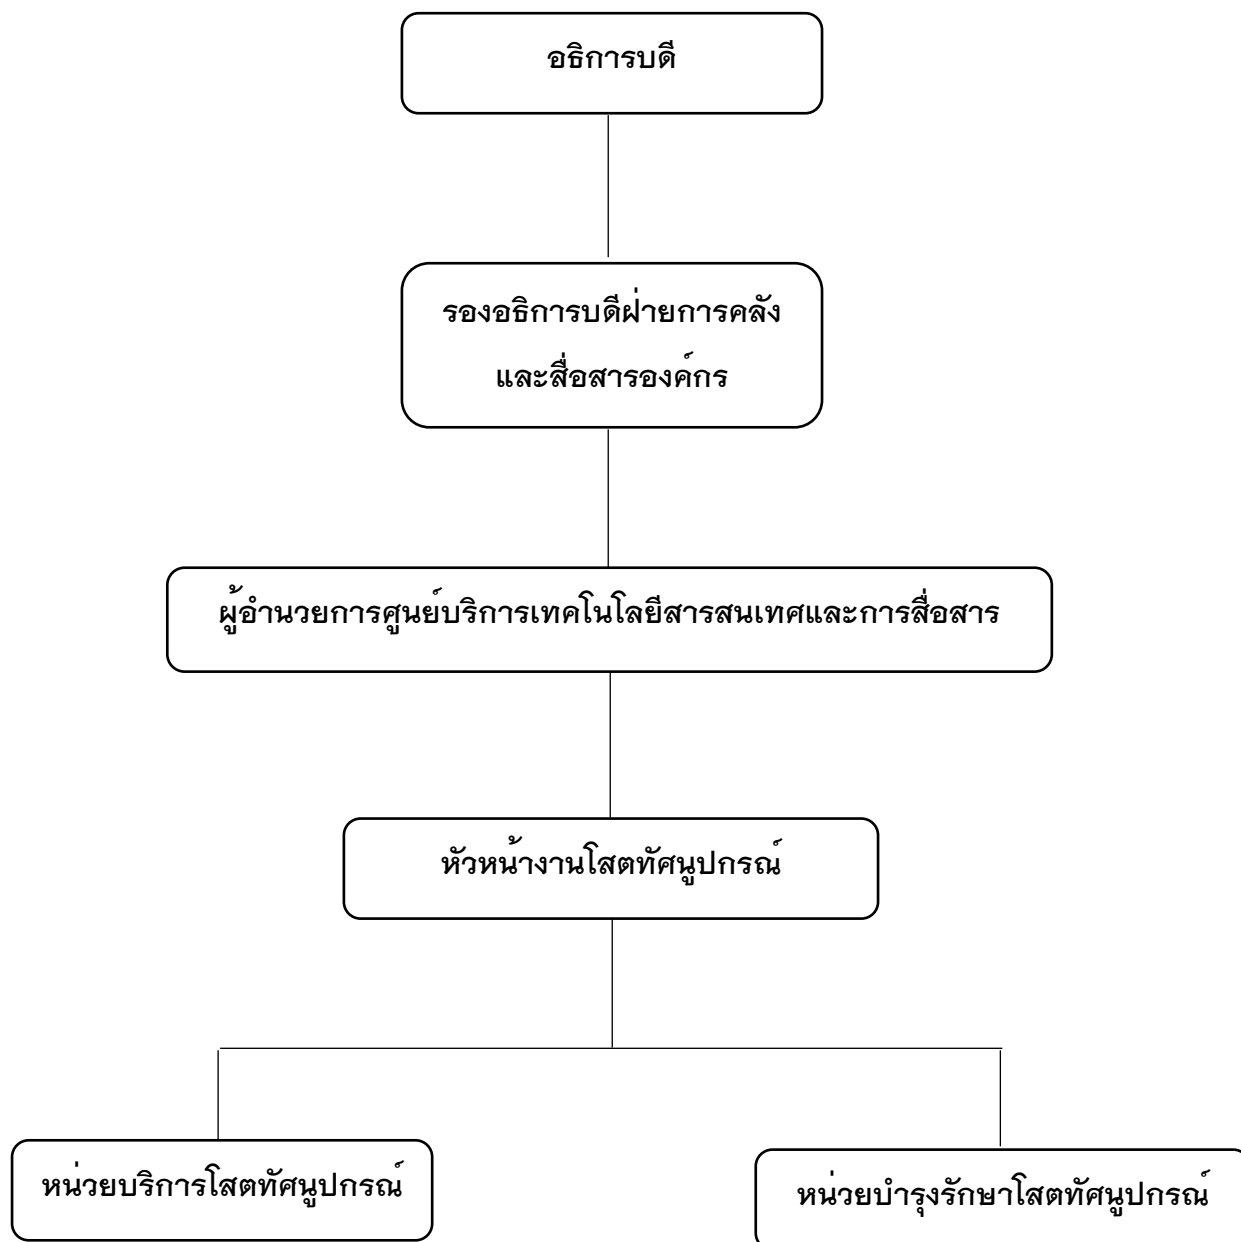 อธิการบดี
รองอธิการบดีฝ่ายการคลัง
และสื่อสารองค์กร
ผู้อำนวยการศูนย์บริการเทคโนโลยีสารสนเทศและการสื่อสาร
หัวหน้างานโสตทัศนูปกรณ์
หน่วยบริการโสตทัศนูปกรณ์
หน่วยบำรุงรักษาโสตทัศนูปกรณ์